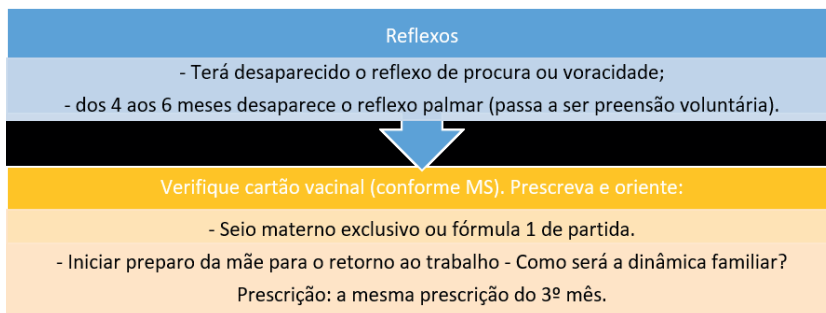 Reflexos
- Terá desaparecido o reflexo de procura ou voracidade;
- dos 4 aos 6 meses desaparece o reflexo palmar (passa a ser preensão voluntária).
Verifique cartão vacinal (conforme MS). Prescreva e oriente:
- Seio materno exclusivo ou fórmula 1 de partida.
- Iniciar preparo da mãe para o retorno ao trabalho - Como será a dinâmica familiar?
Prescrição: a mesma prescrição do 3º mês.